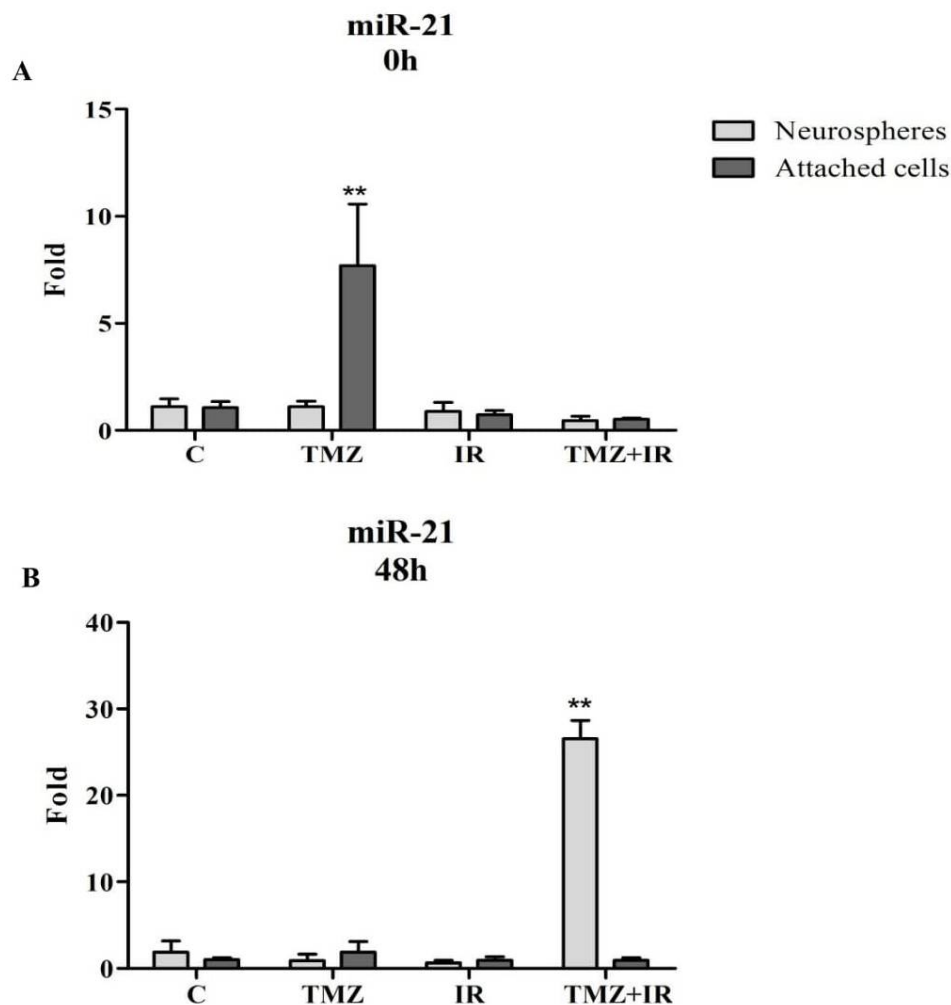 miR-21
0h
A
15
10
5
0
Fold
**
C TMZ IR TMZ+IR
Neurospheres
Attached cells
miR-21
48h
B
40
30
20
10
0
Fold
**
C TMZ IR TMZ+IR